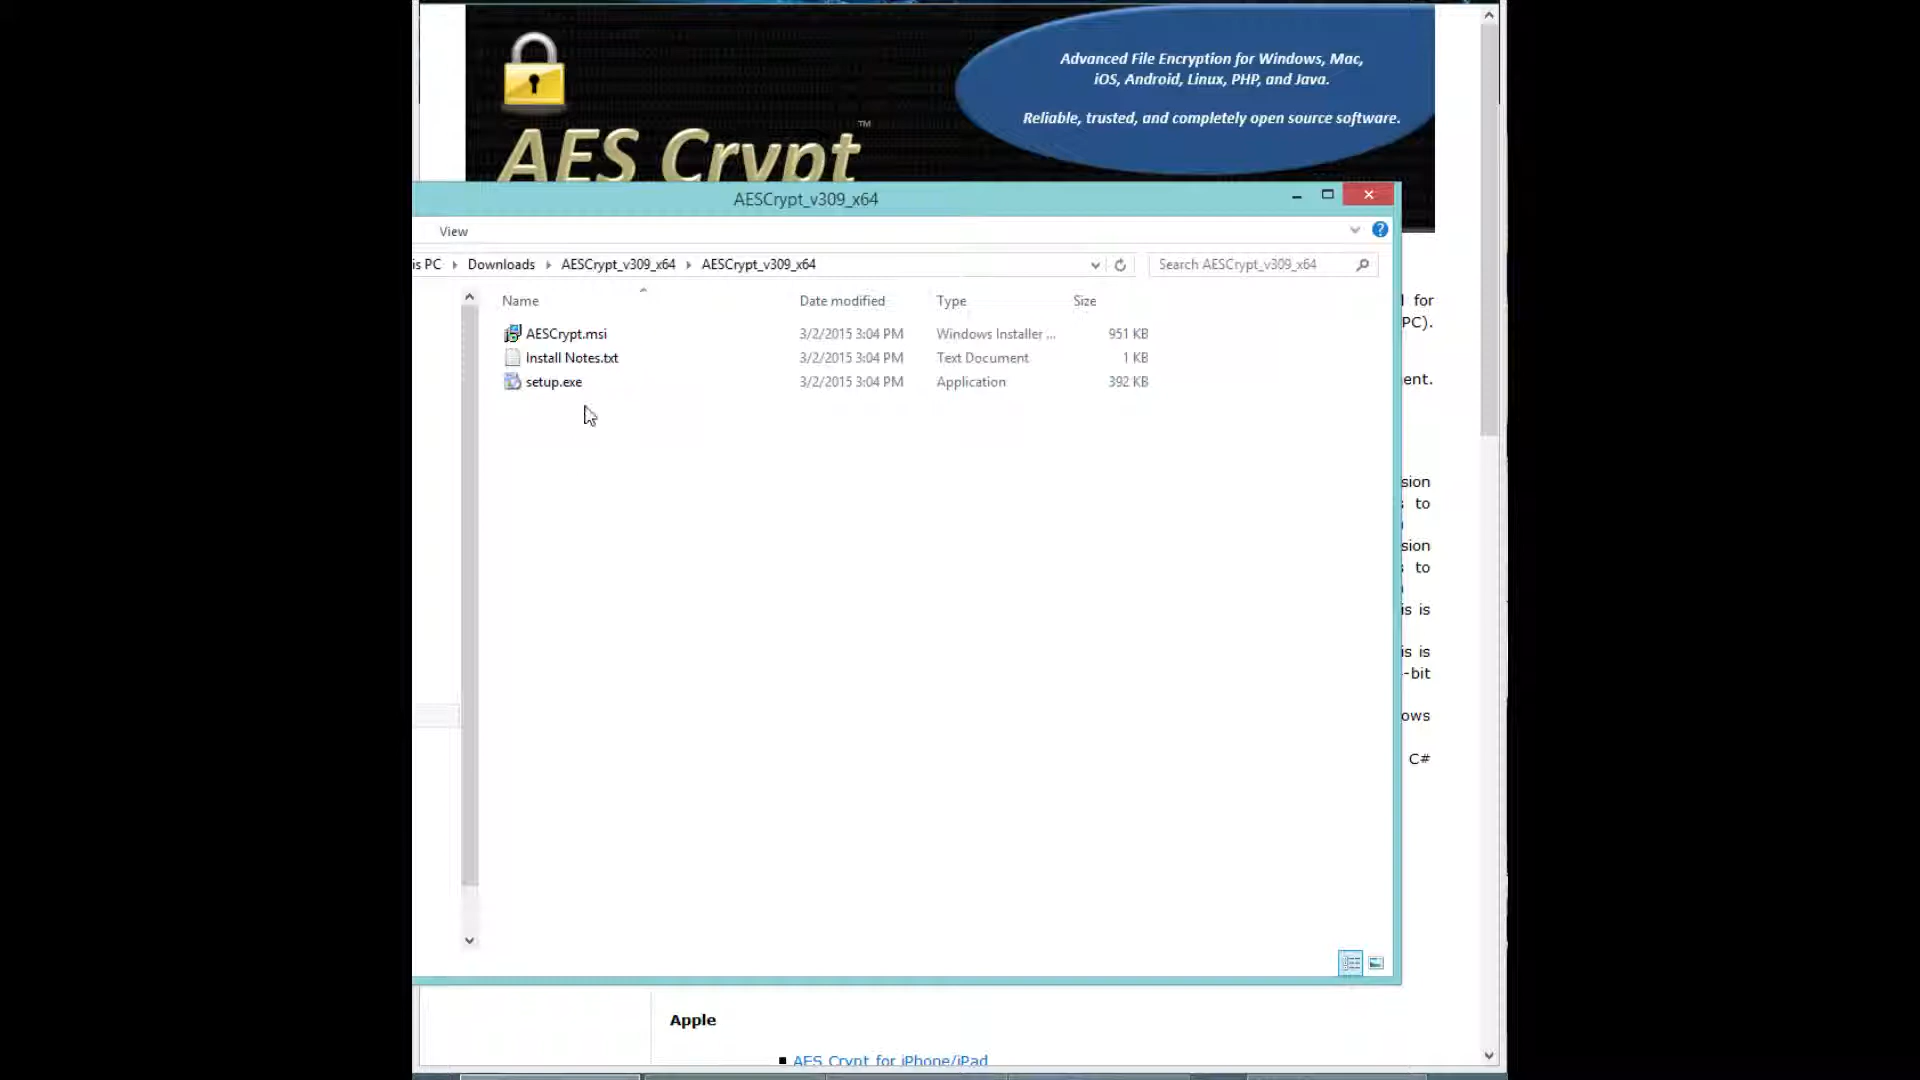 Advanced File Encryption for Windows, Mac,
iOS, Android, Linux, PHP, and Java.
Reliable, trusted, and completely open source software.
AES Crypt™
AESCrypt_v309_x64
View
is PC Downloads AESCrypt_v309_x64 AESCrypt_v309_x64 Search AESCrypt_v309_x64
Name Date modified Type Size
AESCrypt.msi 3/2/2015 3:04 PM Windows Installer ... 951 KB
Install Notes.txt 3/2/2015 3:04 PM Text Document 1 KB
setup.exe 3/2/2015 3:04 PM Application 392 KB
for
PC).
ent.
sion
to
sion
to
is is
is is
-bit
ows
C#
Apple
AES Crypt for iPhone/iPad